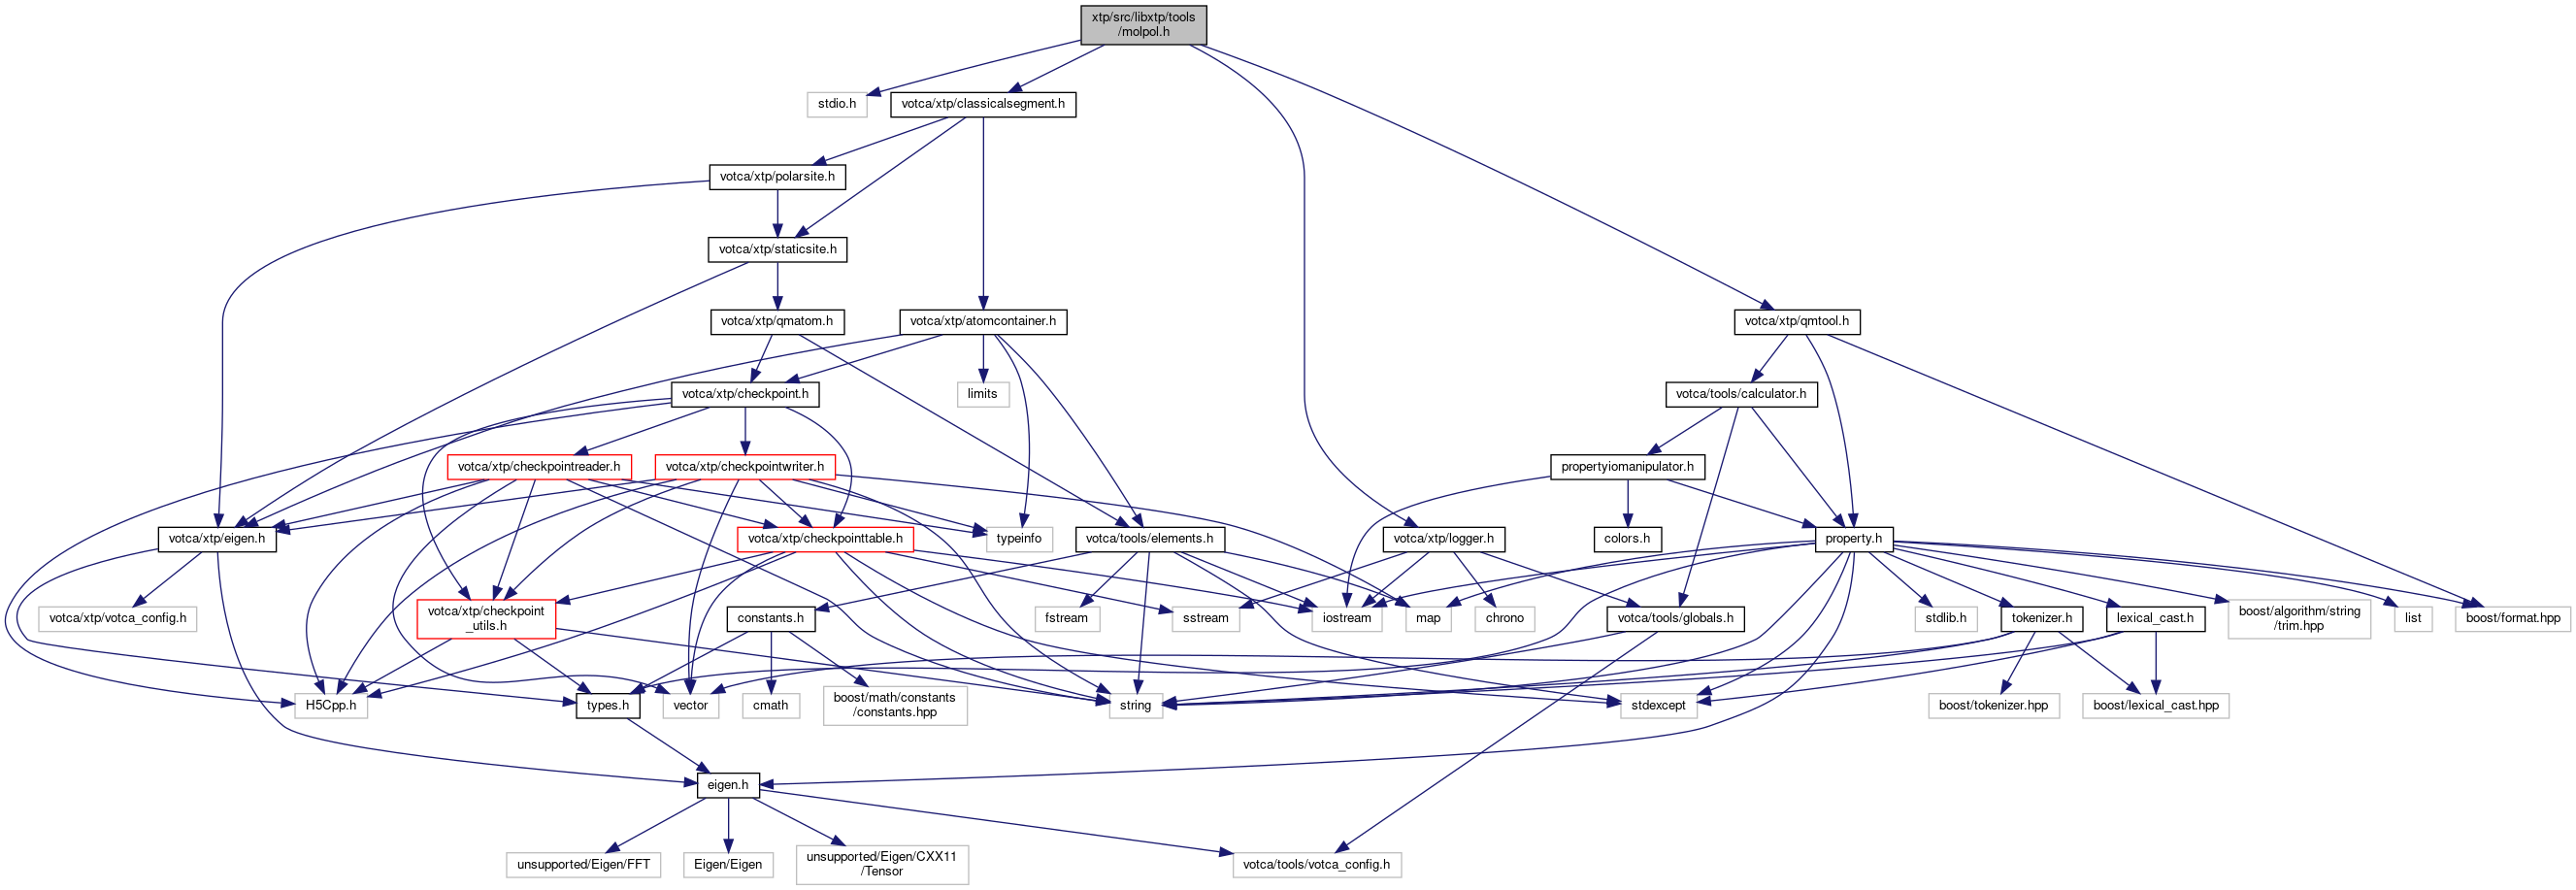 xtp/src/libxtp/tools
/molpol.h
stdio.h
votca/xtp/classicalsegment.h
votca/xtp/polarsite.h
votca/xtp/staticsite.h
votca/xtp/qmatom.h
votca/xtp/atomcontainer.h
votca/xtp/qmtool.h
votca/xtp/checkpoint.h
limits
votca/tools/calculator.h
votca/xtp/checkpointreader.h
votca/xtp/checkpointwriter.h
propertyiomanipulator.h
votca/xtp/eigen.h
votca/xtp/checkpointtable.h
typeinfo
votca/tools/elements.h
votca/xtp/logger.h
colors.h
property.h
votca/xtp/votca_config.h
votca/xtp/checkpoint
_utils.h
constants.h
fstream
sstream
iostream
map
chrono
votca/tools/globals.h
stdlib.h
tokenizer.h
lexical_cast.h
boost/algorithm/string
/trim.hpp
list
boost/format.hpp
H5Cpp.h
types.h
vector
cmath
boost/math/constants
/constants.hpp
string
stdexcept
boost/tokenizer.hpp
boost/lexical_cast.hpp
eigen.h
unsupported/Eigen/FFT
Eigen/Eigen
unsupported/Eigen/CXX11
/Tensor
votca/tools/votca_config.h